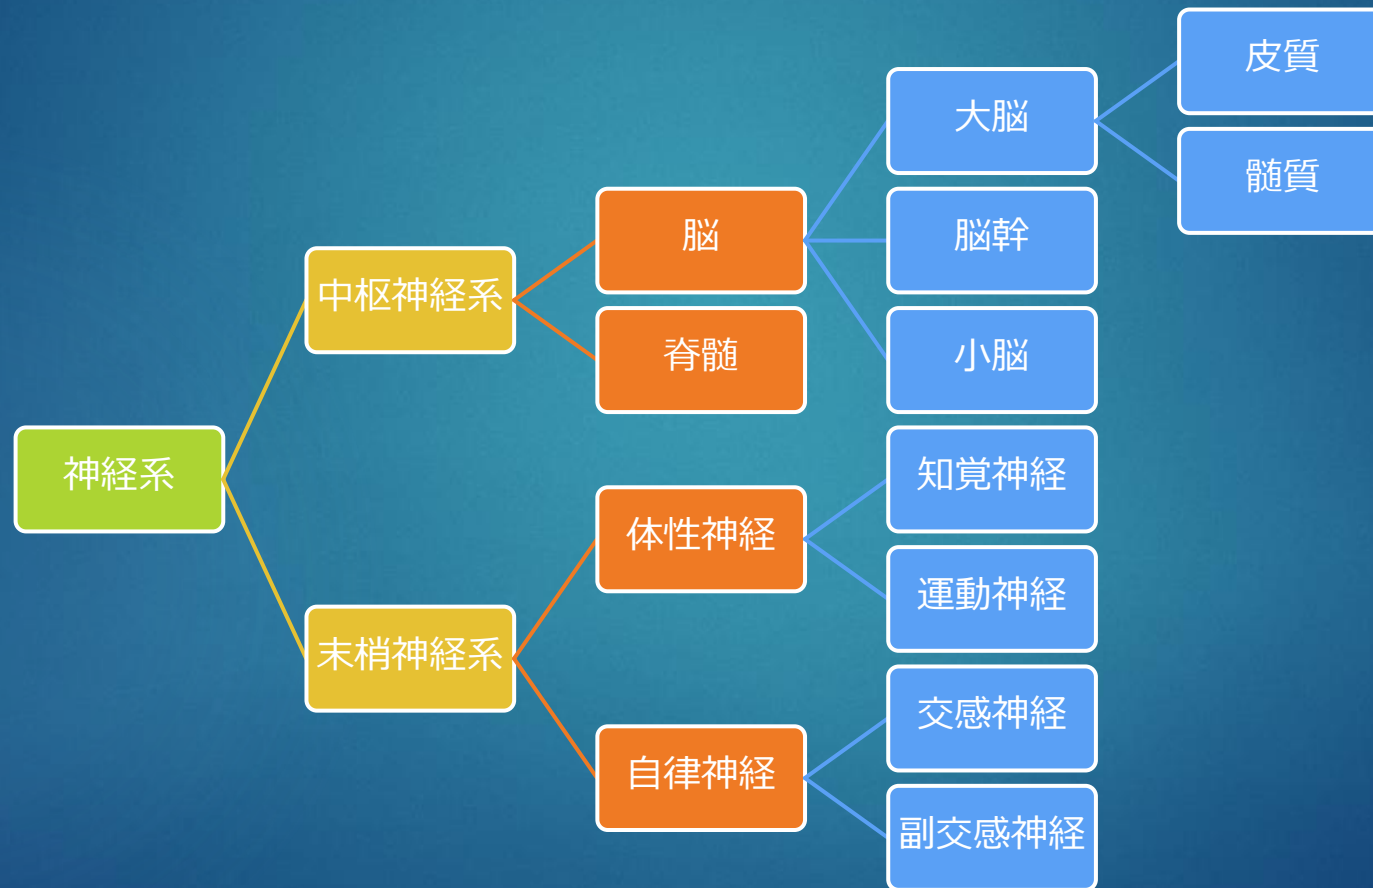 神経系
中枢神経系
脳
大脳
皮質
髄質
脳幹
小脳
脊髄
末梢神経系
体性神経
知覚神経
運動神経
自律神経
交感神経
副交感神経